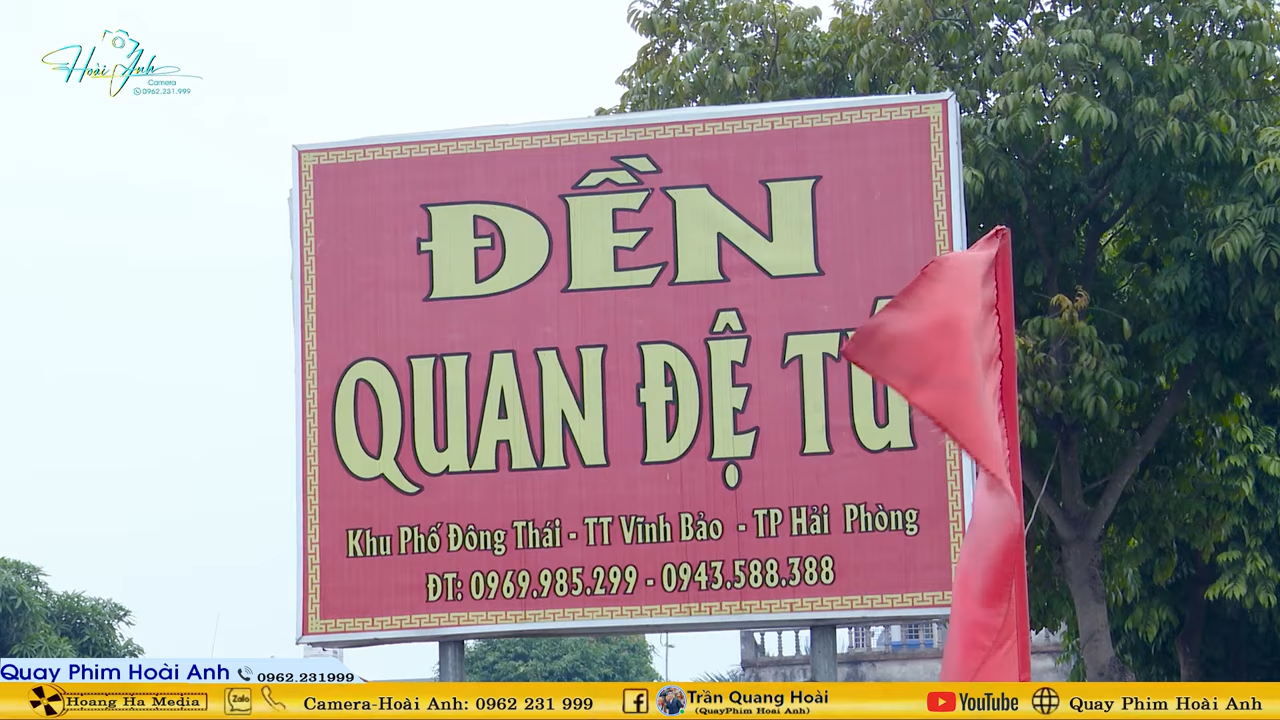 Hoài Anh
Camera
0962.231.999
ĐỀN
QUAN ĐỆ TỨ
Khu Phố Đông Thái - TT Vĩnh Bảo - TP Hải Phòng
ĐT: 0969.985.299 - 0943.588.388
Quay Phim Hoài Anh 0962.231999
Hoang Ha Media Zalo Camera-Hoài Anh: 0962 231 999 Trần Quang Hoài YouTube Quay Phim Hoài Anh
(QuayPhim Hoai Anh)